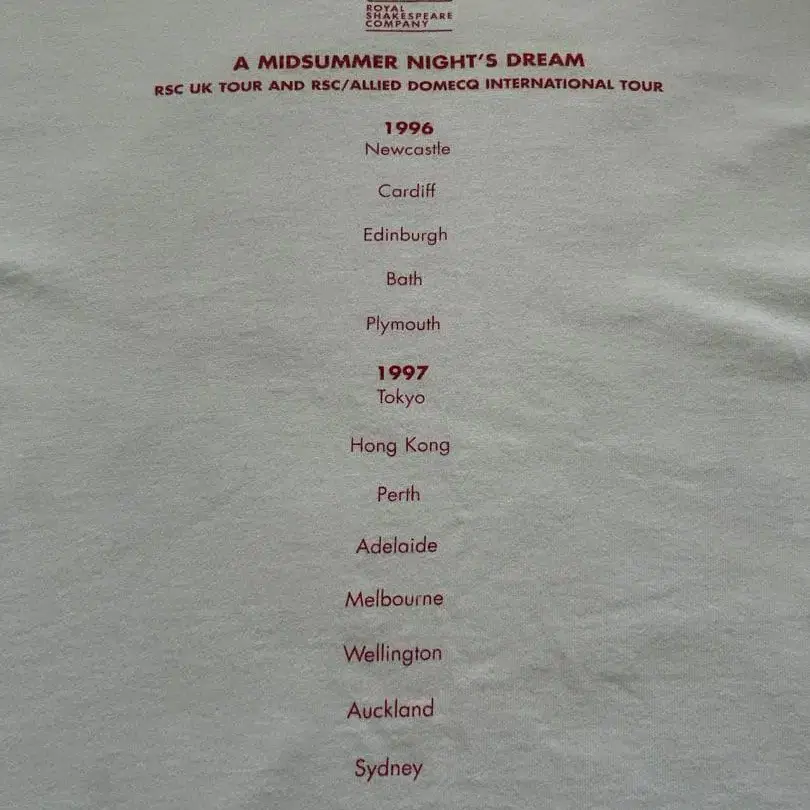 ROYAL
SHAKESPEARE
COMPANY
A MIDSUMMER NIGHT'S DREAM
RSC UK TOUR AND RSC/ALLIED DOMECQ INTERNATIONAL TOUR
1996
Newcastle
Cardiff
Edinburgh
Bath
Plymouth
1997
Tokyo
Hong Kong
Perth
Adelaide
Melbourne
Wellington
Auckland
Sydney